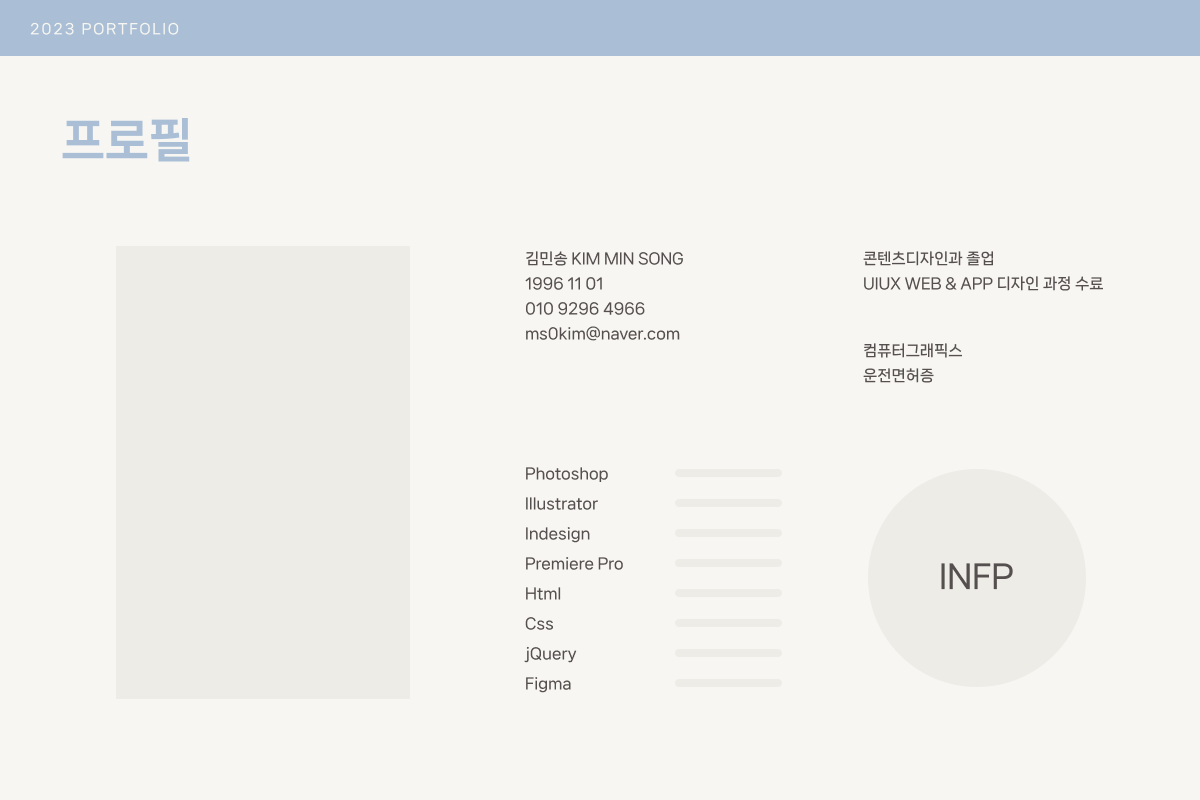 2023 PORTFOLIO
프로필
김민송 KIM MIN SONG
1996 11 01
010 9296 4966
ms0kim@naver.com
콘텐츠디자인과 졸업
UIUX WEB & APP 디자인 과정 수료
컴퓨터그래픽스
운전면허증
Photoshop
Illustrator
Indesign
Premiere Pro
Html
Css
jQuery
Figma
INFP